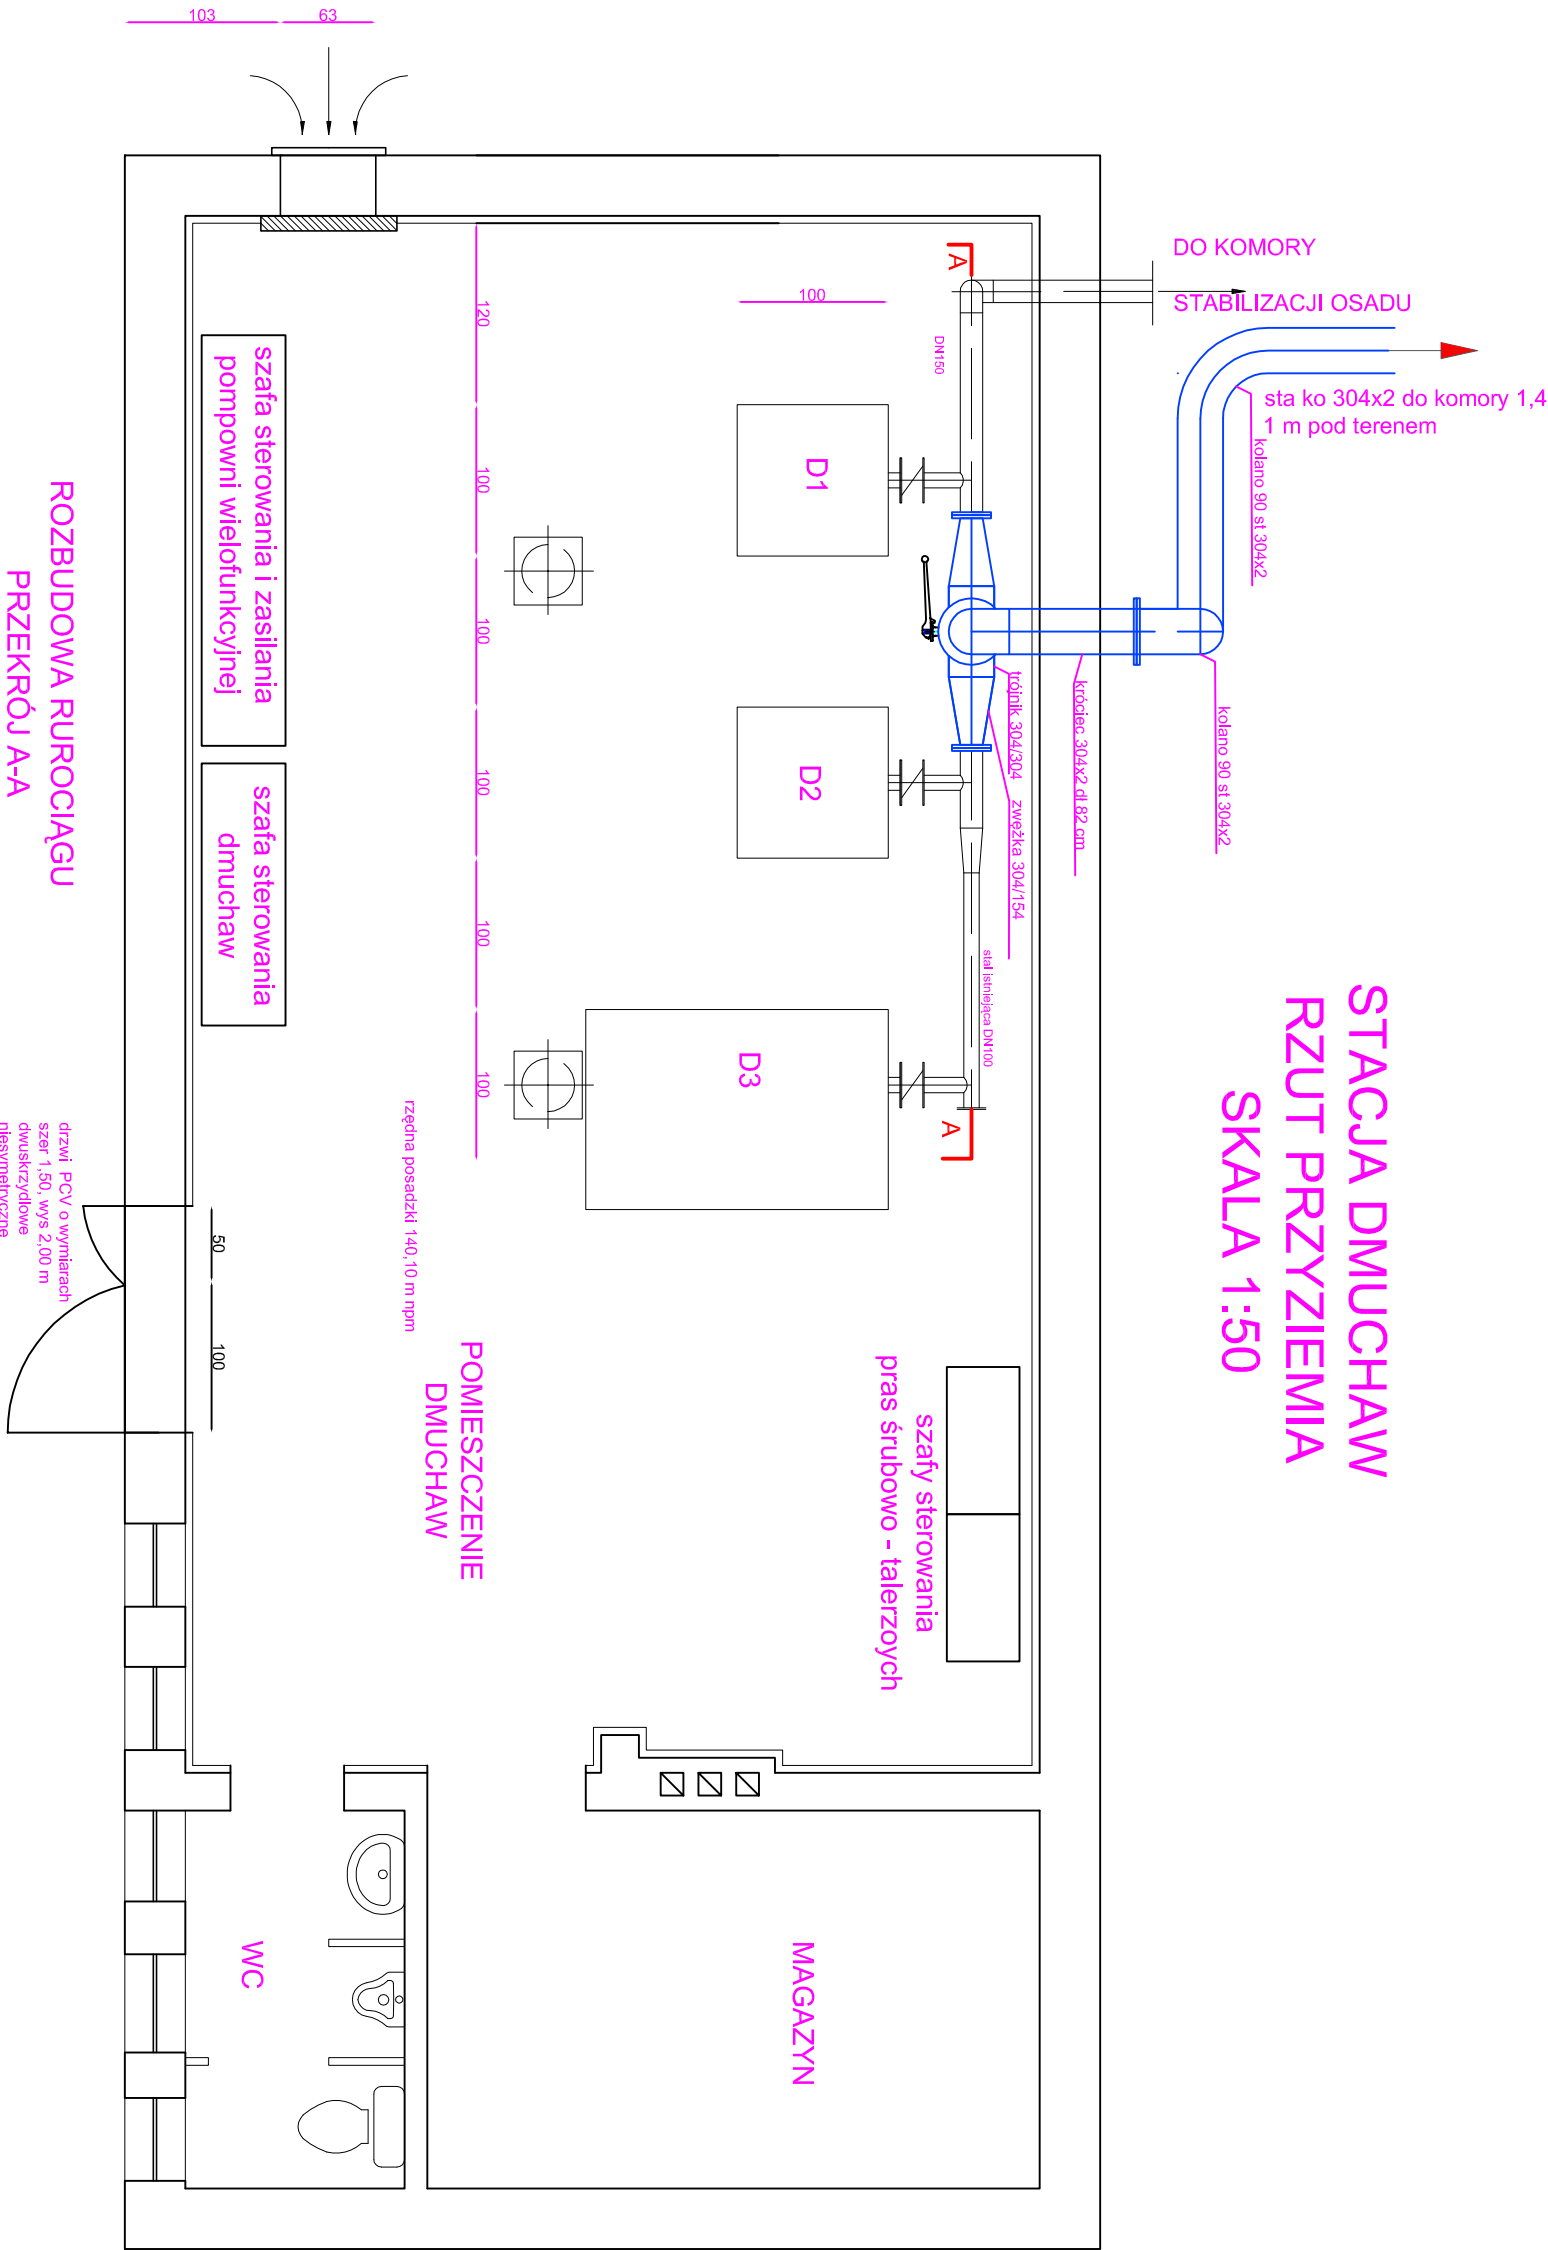 STACJA DMUCHAW
RZUT PRZYZIEMIA
SKALA 1:50
103
63
DO KOMORY
STABILIZACJI OSADU
sta ko 304x2 do komory 1,4
1 m pod terenem
kolano 90 st 304x2
kolano 90 st 304x2
króciec 304x2 dł 82 cm
trójnik 304/304
zwężka 304/154
stal istniejąca DN100
DN150
A
A
100
D1
D2
D3
120
100
100
100
100
100
szafa sterowania i zasilania
pompowni wielofunkcyjnej
szafa sterowania
dmuchaw
rzędna posadzki 140,10 m npm
POMIESZCZENIE
DMUCHAW
szafy sterowania
pras śrubowo - talerzoych
50
100
drzwi PCV o wymiarach
szer 1,50, wys 2,00 m
dwuskrzydlowe
niesymetryczne
WC
MAGAZYN
ROZBUDOWA RUROCIĄGU
PRZEKRÓJ A-A